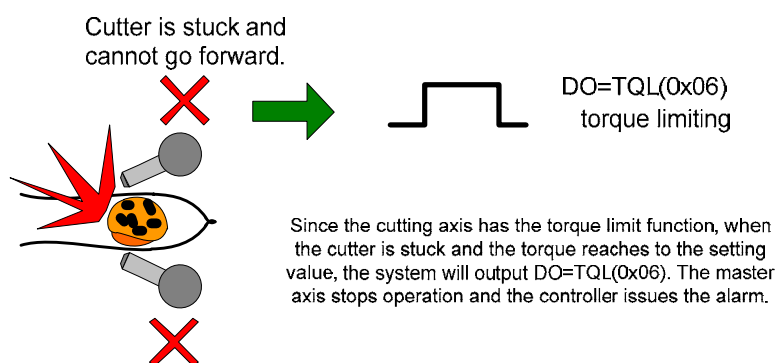 Cutter is stuck and
cannot go forward.
DO=TQL(0x06)
torque limiting
Since the cutting axis has the torque limit function, when
the cutter is stuck and the torque reaches to the setting
value, the system will output DO=TQL(0x06). The master
axis stops operation and the controller issues the alarm.